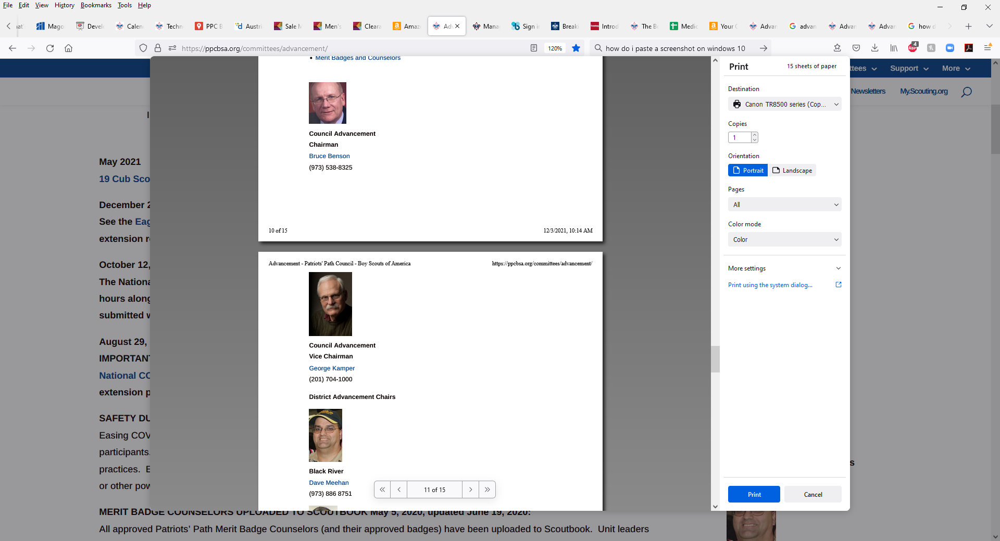 File Edit View History Bookmarks Tools Help
Mago Devel Calen Techn PPC B Austri Sale M Men's Cleara Amaz Ad Mana Sign i Breaki Introd The B Medic Your Advan advan Advan Advan how d
https://ppcbsa.org/committees/advancement/ 120% how do i paste a screenshot on windows 10 ABP 4
ttees Support More
Newsletters My.Scouting.org
May 2021
19 Cub Sco
December 2
See the Eag
extension r
October 12,
The Nationa
hours along
submitted w
August 29,
IMPORTANT
National CO
extension p
SAFETY DU
Easing COV
participants.
practices. E
or other pow
MERIT BADGE COUNSELORS UPLOADED TO SCOUTBOOK May 5, 2020, updated June 19, 2020:
All approved Patriots' Path Merit Badge Counselors (and their approved badges) have been uploaded to Scoutbook. Unit leaders
s
• Merit Badges and Counselors
Council Advancement
Chairman
Bruce Benson
(973) 538-8325
10 of 15 12/3/2021, 10:14 AM
Advancement - Patriots' Path Council - Boy Scouts of America https://ppcbsa.org/committees/advancement/
Council Advancement
Vice Chairman
George Kamper
(201) 704-1000
District Advancement Chairs
Black River
Dave Meehan
(973) 886 8751
11 of 15
Print 15 sheets of paper
Destination
Canon TR8500 series (Cop...
Copies
1
Orientation
Portrait Landscape
Pages
All
Color mode
Color
More settings
Print using the system dialog...
Print Cancel